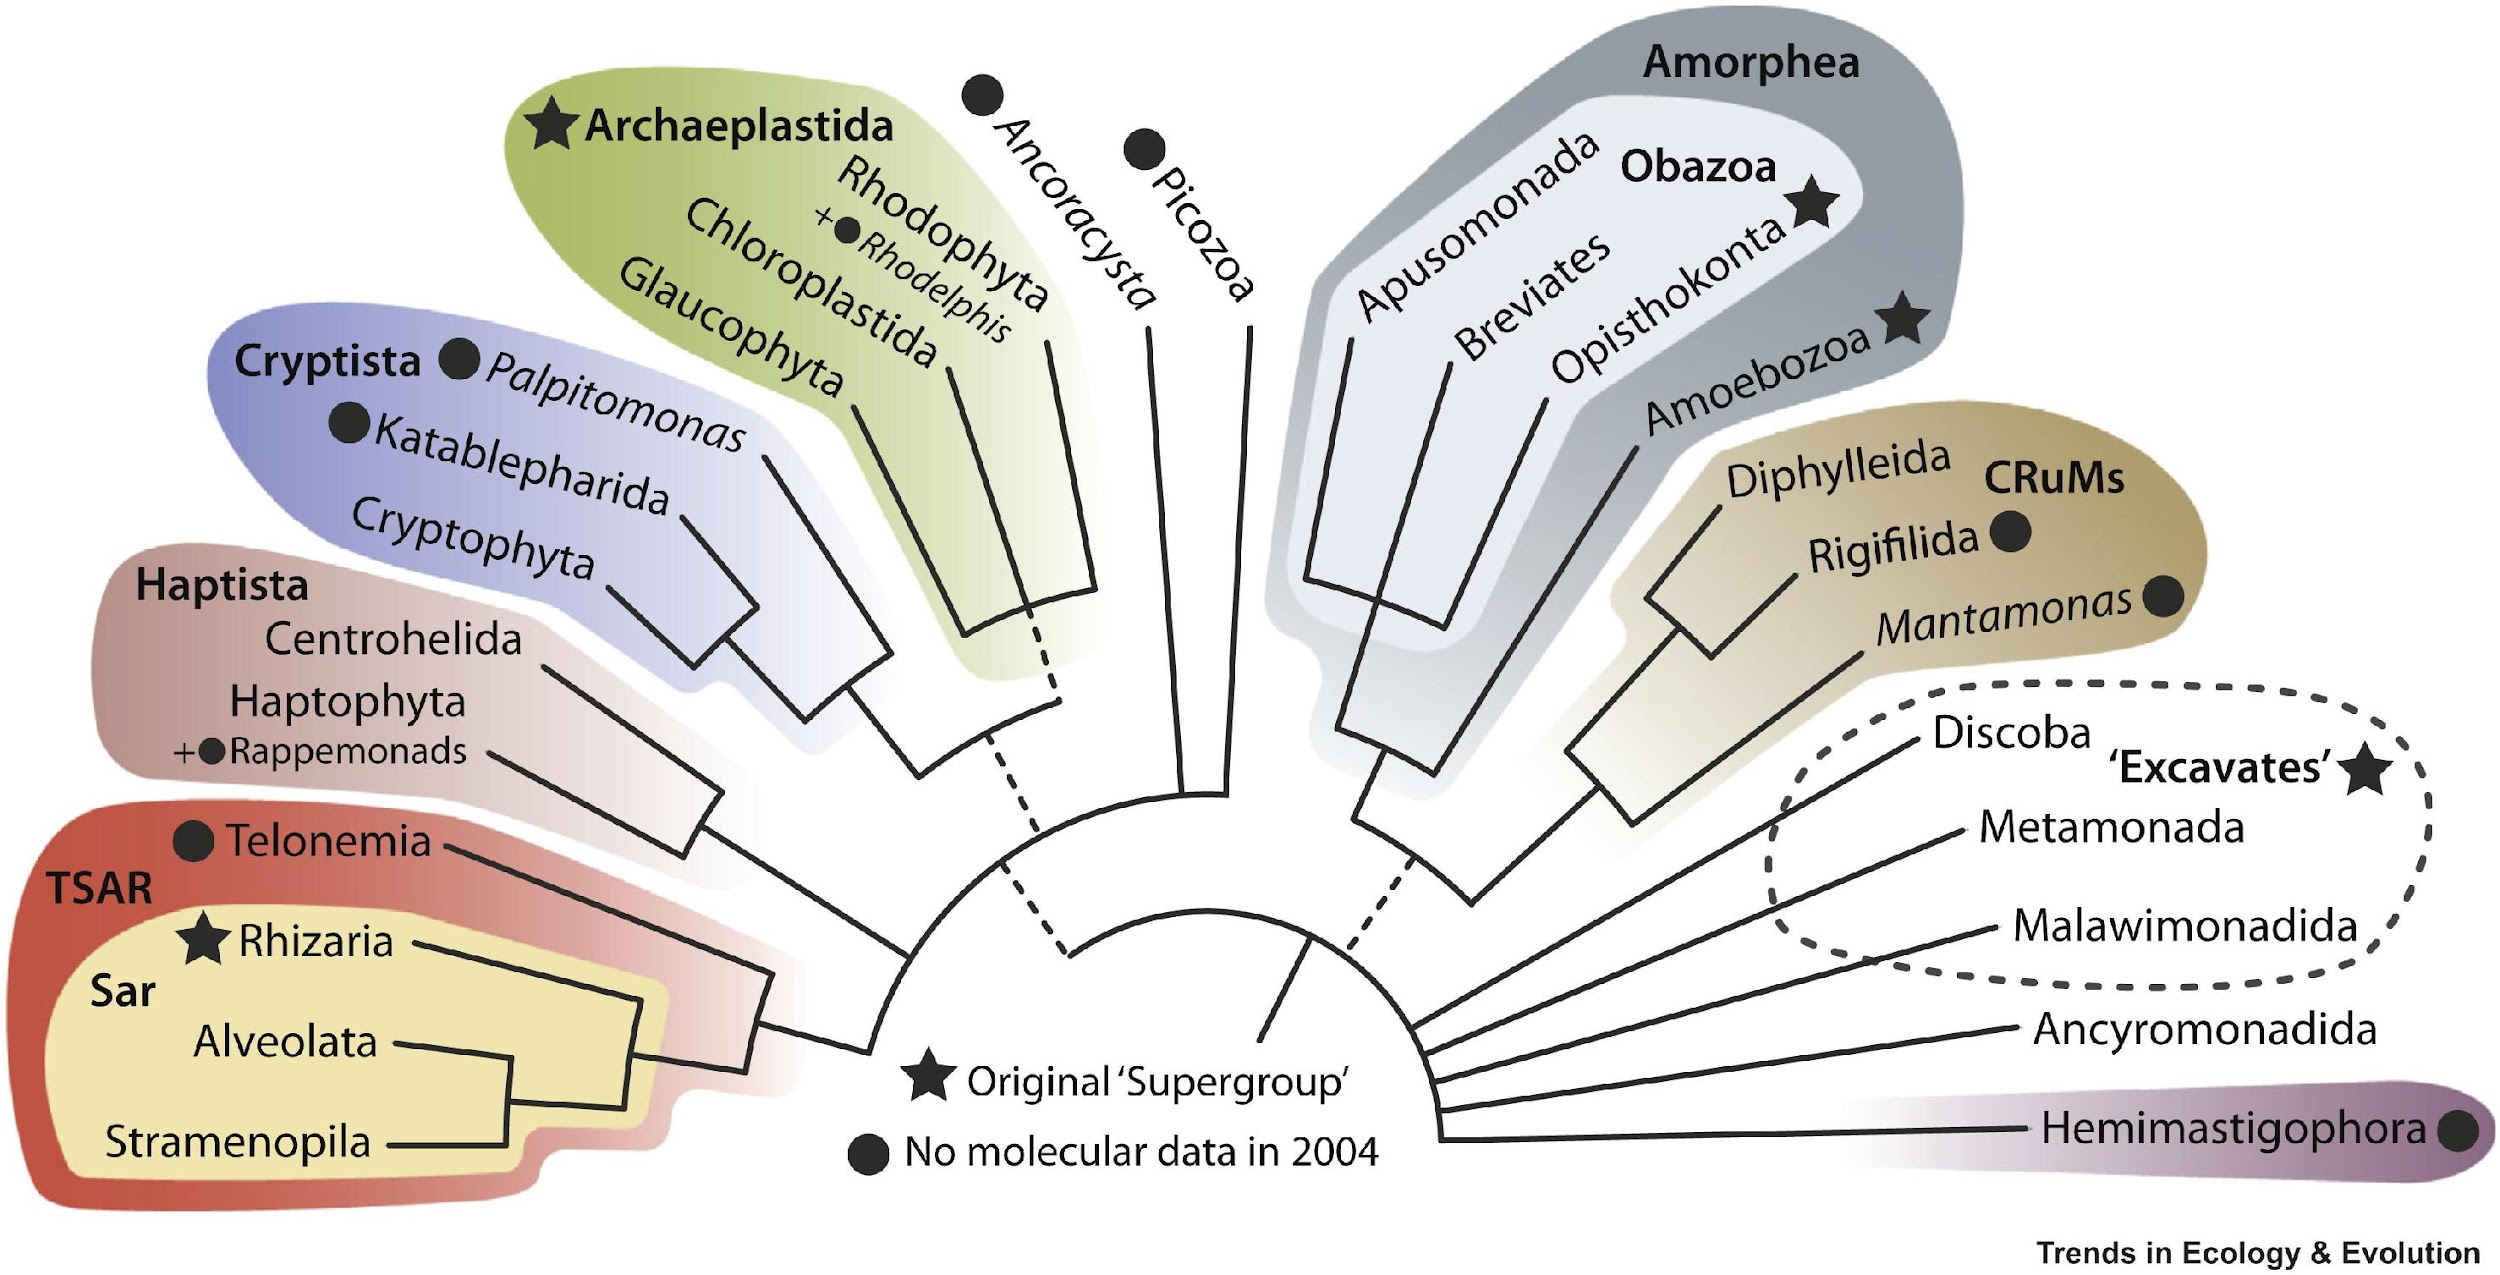 Amorphea
Archaeplastida
Rhodophyta
+ Rhodelphis
Chloroplastida
Glaucophyta
Ancoracysta
Picozoa
Apusomonada
Obazoa
Breviates
Opisthokonta
Amoebozoa
Cryptista
Palpitomonas
Katablepharida
Cryptophyta
Diphylleida
CRuMs
Rigifilida
Mantamonas
Haptista
Centrohelida
Haptophyta
+ Rappemonads
Discoba
'Excavates'
Metamonada
Malawimonadida
Ancyromonadida
Hemimastigophora
Telonemia
TSAR
Rhizaria
Sar
Alveolata
Stramenopila
Original 'Supergroup'
No molecular data in 2004
Trends in Ecology & Evolution